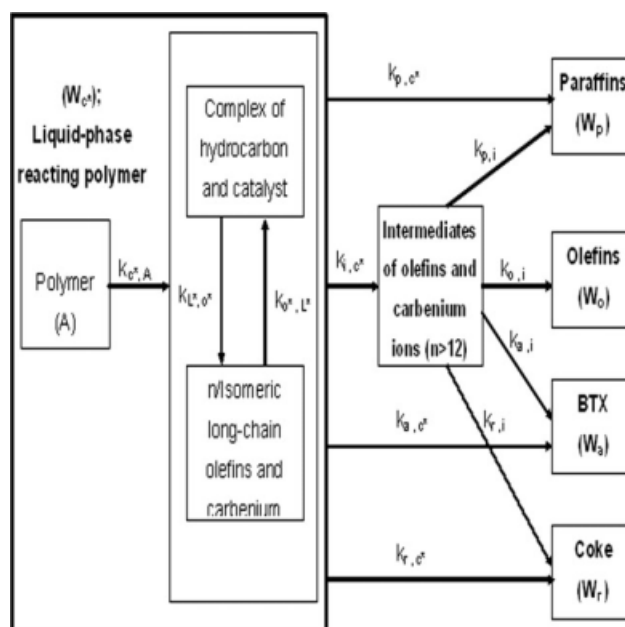 (W_c*);
Liquid-phase
reacting polymer
Polymer
(A)
k_c*,A
Complex of
hydrocarbon
and catalyst
k_L*,o*
k_o*,L*
n/Isomeric
long-chain
olefins and
carbenium
k_p,c*
k_i,c*
k_a,c*
k_r,c*
Intermediates
of olefins and
carbenium
ions (n>12)
k_p,i
k_o,i
k_a,i
k_r,i
Paraffins
(W_p)
Olefins
(W_o)
BTX
(W_a)
Coke
(W_r)